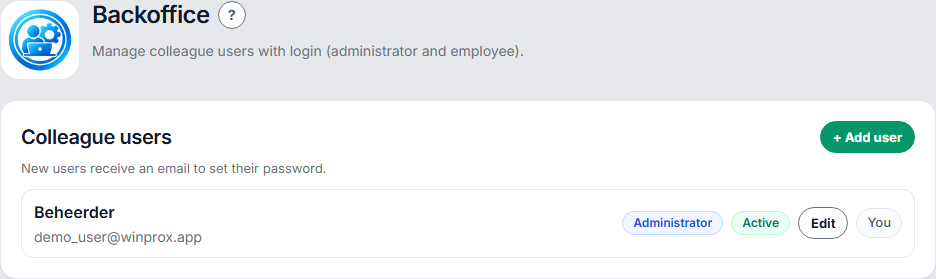 Backoffice ?
Manage colleague users with login (administrator and employee).
Colleague users
+ Add user
New users receive an email to set their password.
Beheerder
demo_user@winprox.app
Administrator Active Edit You